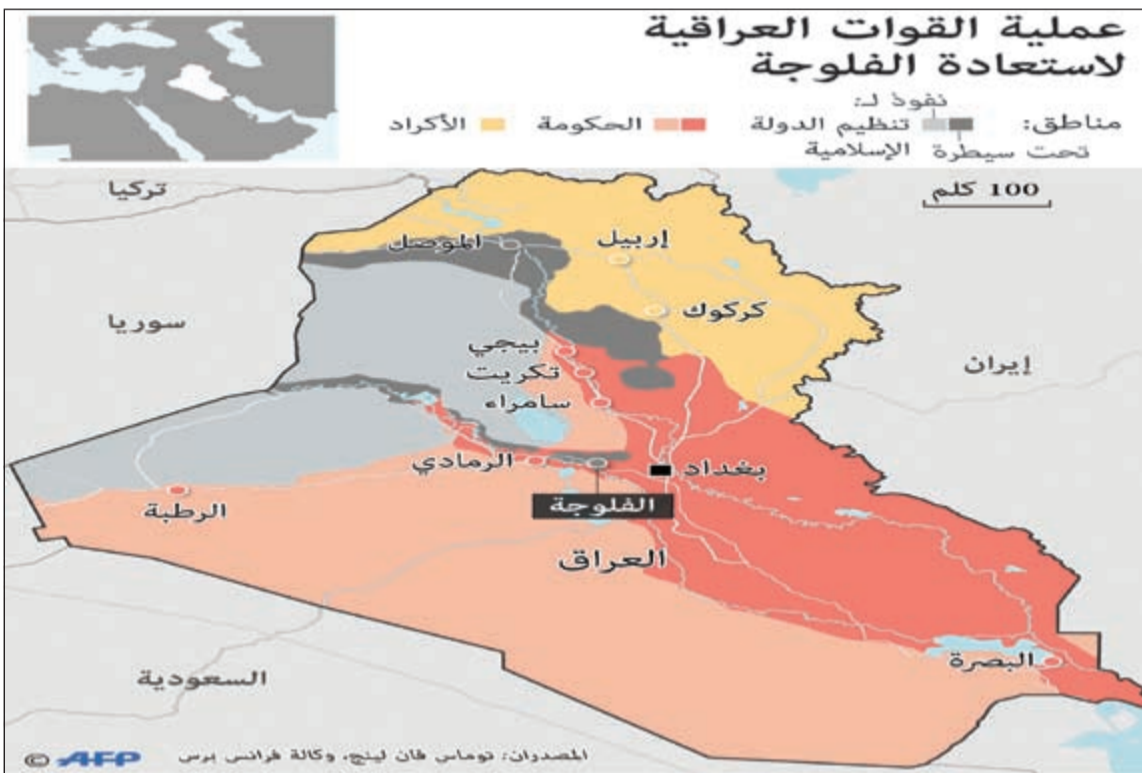 عملية القوات العراقية
لاستعادة الفلوجة
نفوذ لـ:
مناطق: تنظيم الدولة الحكومة الأكراد
تحت سيطرة الإسلامية
100 كلم
تركيا
الموصل
إربيل
سوريا
كركوك
بيجي
إيران
تكريت
سامراء
الرمادي
بغداد
الرطبة
الفلوجة
العراق
البصرة
السعودية
المصدران: توماس فان لينج، وكالة فرانس برس
© AFP